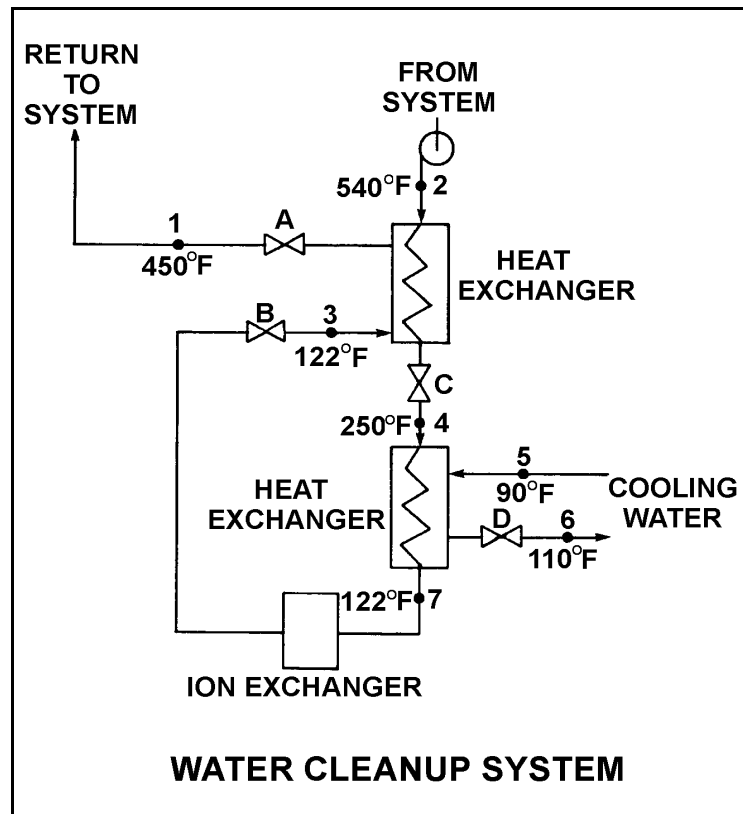 RETURN
TO
SYSTEM
FROM
SYSTEM
540°F
2
1
A
450°F
HEAT
EXCHANGER
B
3
122°F
C
250°F
4
5
90°F
COOLING
WATER
HEAT
EXCHANGER
D
6
110°F
122°F
7
ION EXCHANGER
WATER CLEANUP SYSTEM